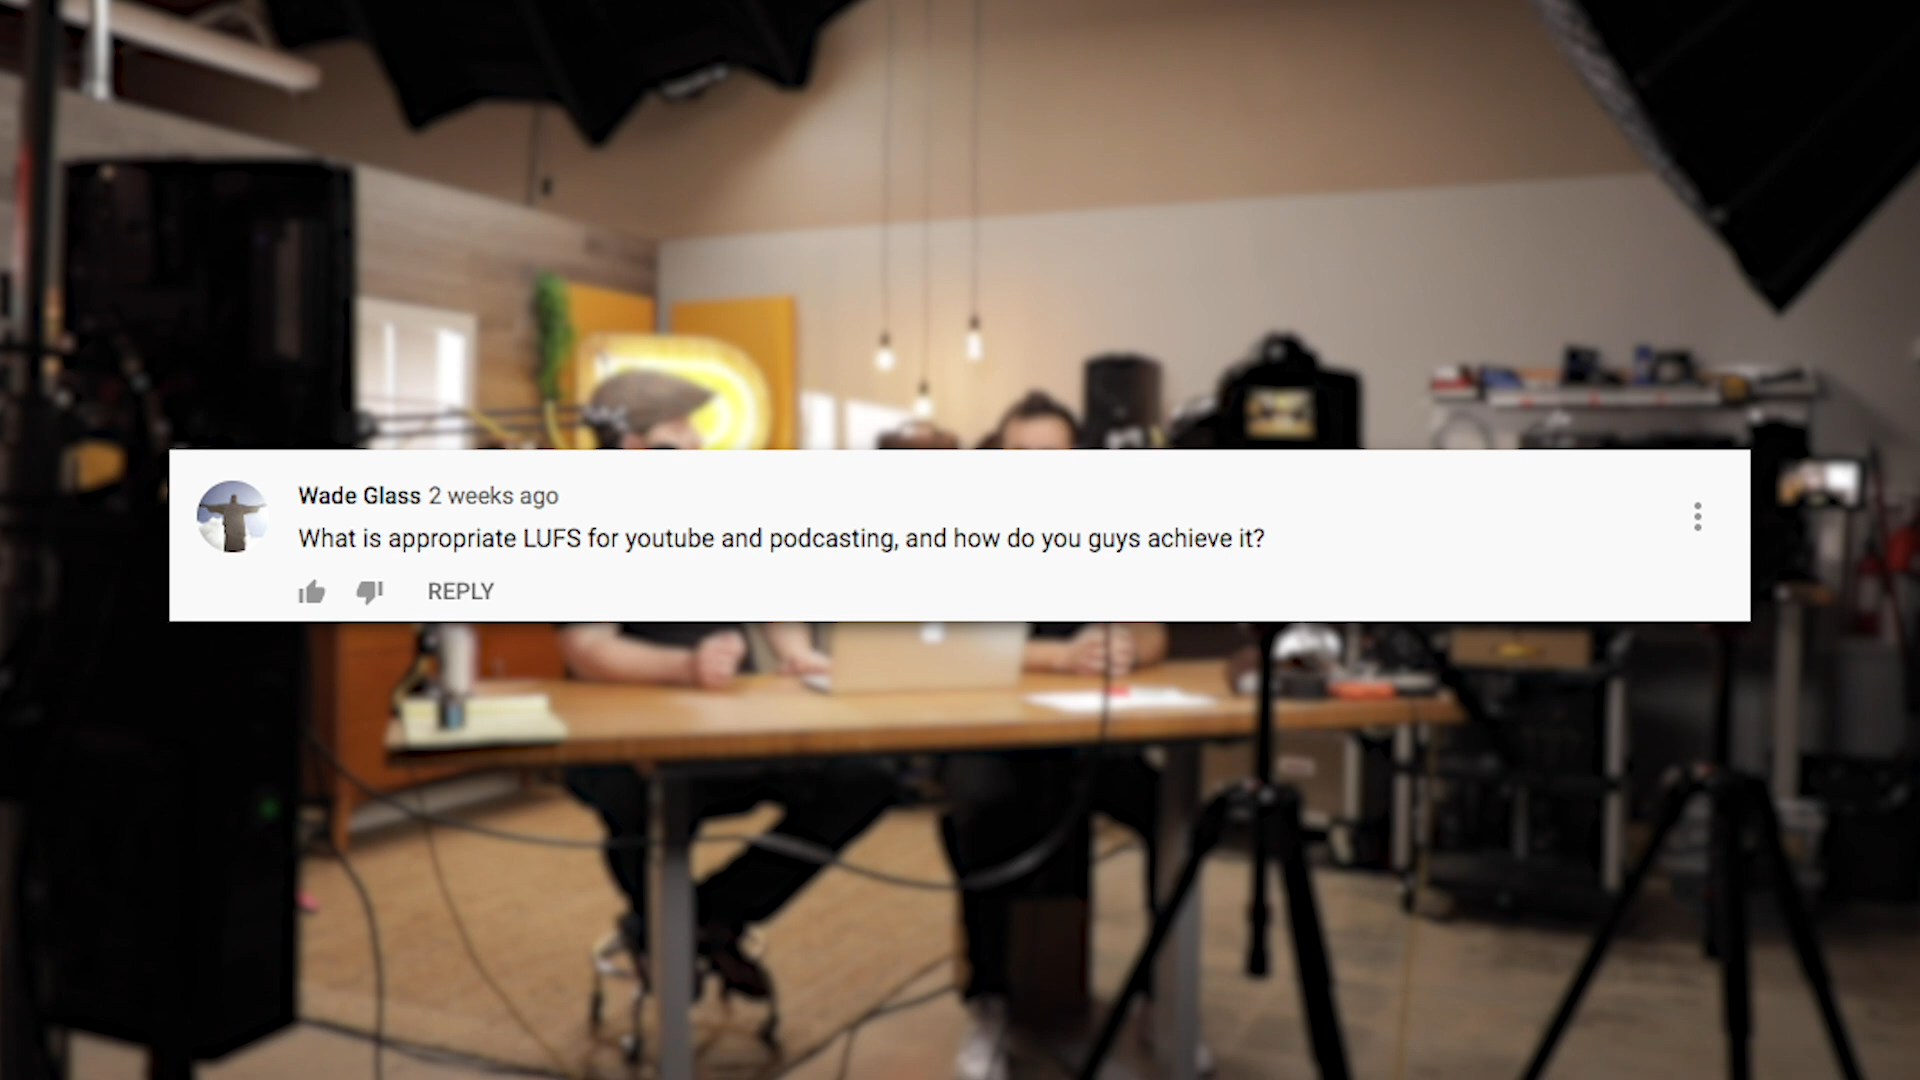 Wade Glass 2 weeks ago
What is appropriate LUFS for youtube and podcasting, and how do you guys achieve it?
REPLY